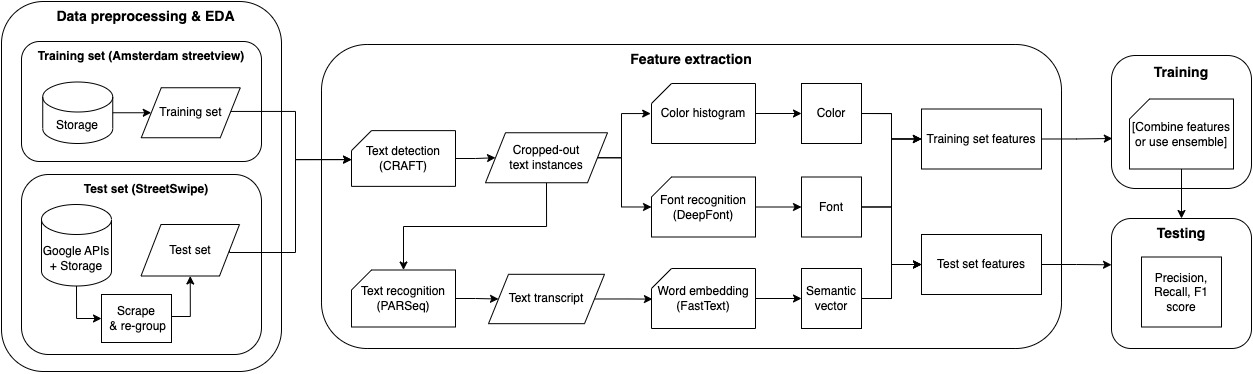 Data preprocessing & EDA
Training set (Amsterdam streetview)
Storage
Training set
Test set (StreetSwipe)
Google APIs
+ Storage
Test set
Scrape
& re-group
Feature extraction
Text detection
(CRAFT)
Cropped-out
text instances
Color histogram
Color
Font recognition
(DeepFont)
Font
Text recognition
(PARSeq)
Text transcript
Word embedding
(FastText)
Semantic
vector
Training set features
Test set features
Training
[Combine features
or use ensemble]
Testing
Precision,
Recall, F1
score